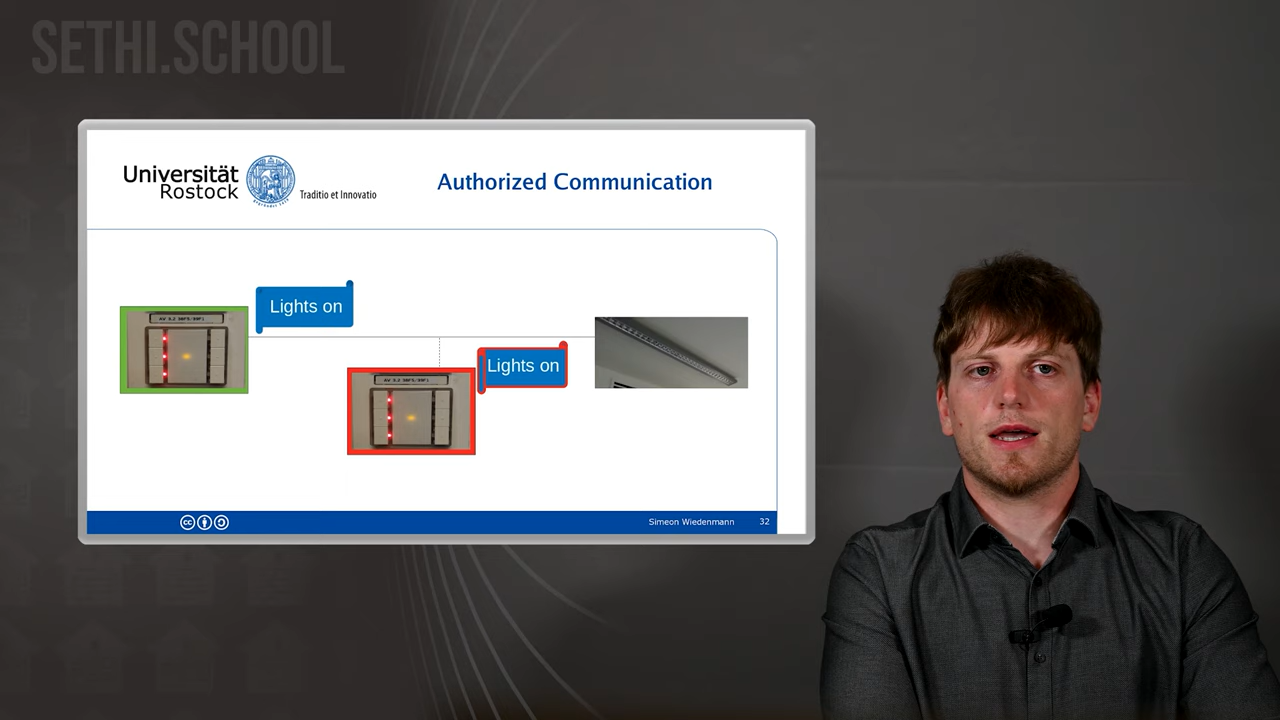 SETHI.SCHOOL
Universität
Rostock
Traditio et Innovatio
Authorized Communication
Lights on
Lights on
Simeon Wiedenmann
32